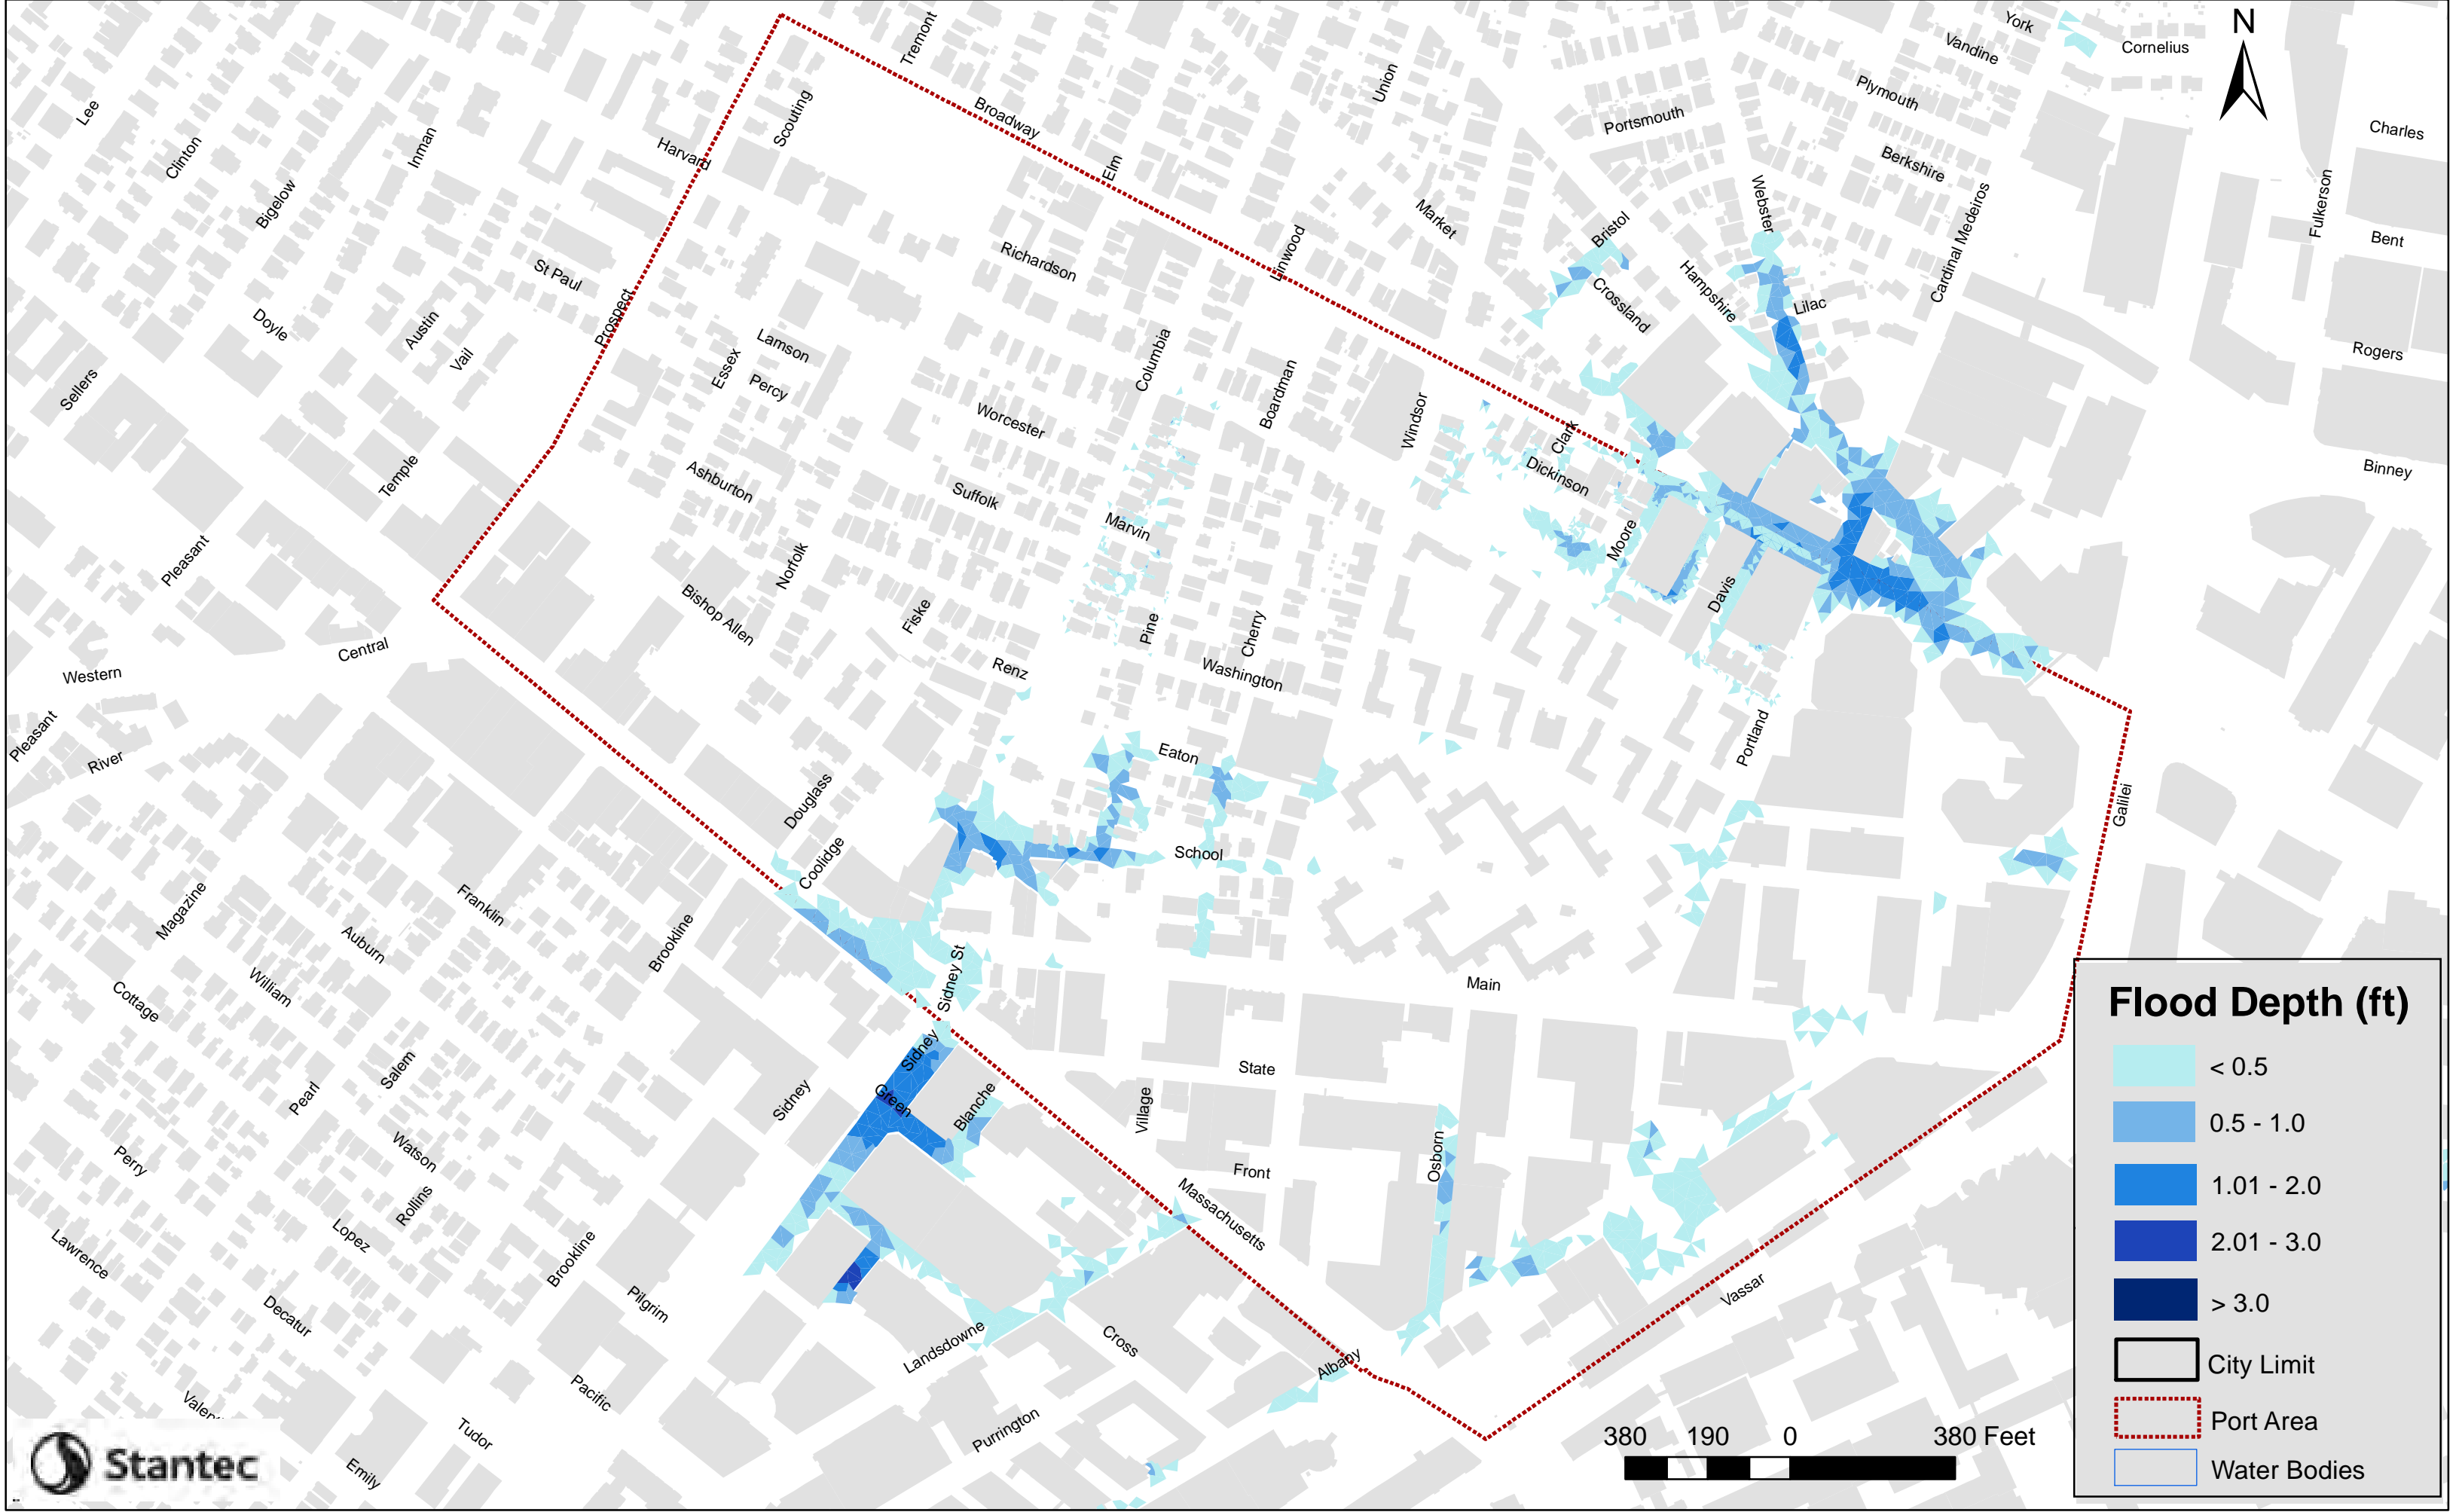 York
N
Tremont
Vandine
Cornelius
Union
Plymouth
Lee
Scouting
Broadway
Portsmouth
Charles
Clinton
Inman
Harvard
Elm
Berkshire
Bigelow
Webster
Fulkerson
Market
Bristol
Cardinal Medeiros
Bent
Richardson
Linwood
St Paul
Hampshire
Crossland
Lilac
Prospect
Doyle
Austin
Vail
Lamson
Columbia
Rogers
Essex
Percy
Sellers
Boardman
Worcester
Windsor
Clark
Binney
Temple
Ashburton
Suffolk
Dickinson
Marvin
Moore
Pleasant
Norfolk
Davis
Bishop Allen
Fiske
Pine
Cherry
Central
Western
Renz
Washington
Pleasant
River
Portland
Eaton
Douglass
Galilei
Coolidge
School
Magazine
Franklin
Auburn
Brookline
William
Sidney St
Main
Cottage
Flood Depth (ft)
Sidney
State
< 0.5
Salem
Pearl
Green
Sidney
Blanche
Village
0.5 - 1.0
Watson
Perry
Osborn
Front
1.01 - 2.0
Rollins
Massachusetts
Lopez
2.01 - 3.0
Lawrence
Brookline
Pilgrim
Vassar
> 3.0
Decatur
Landsdowne
Cross
Albany
City Limit
Pacific
Port Area
Purrington
Tudor
380 190 0 380 Feet
Stantec
Emily
Water Bodies